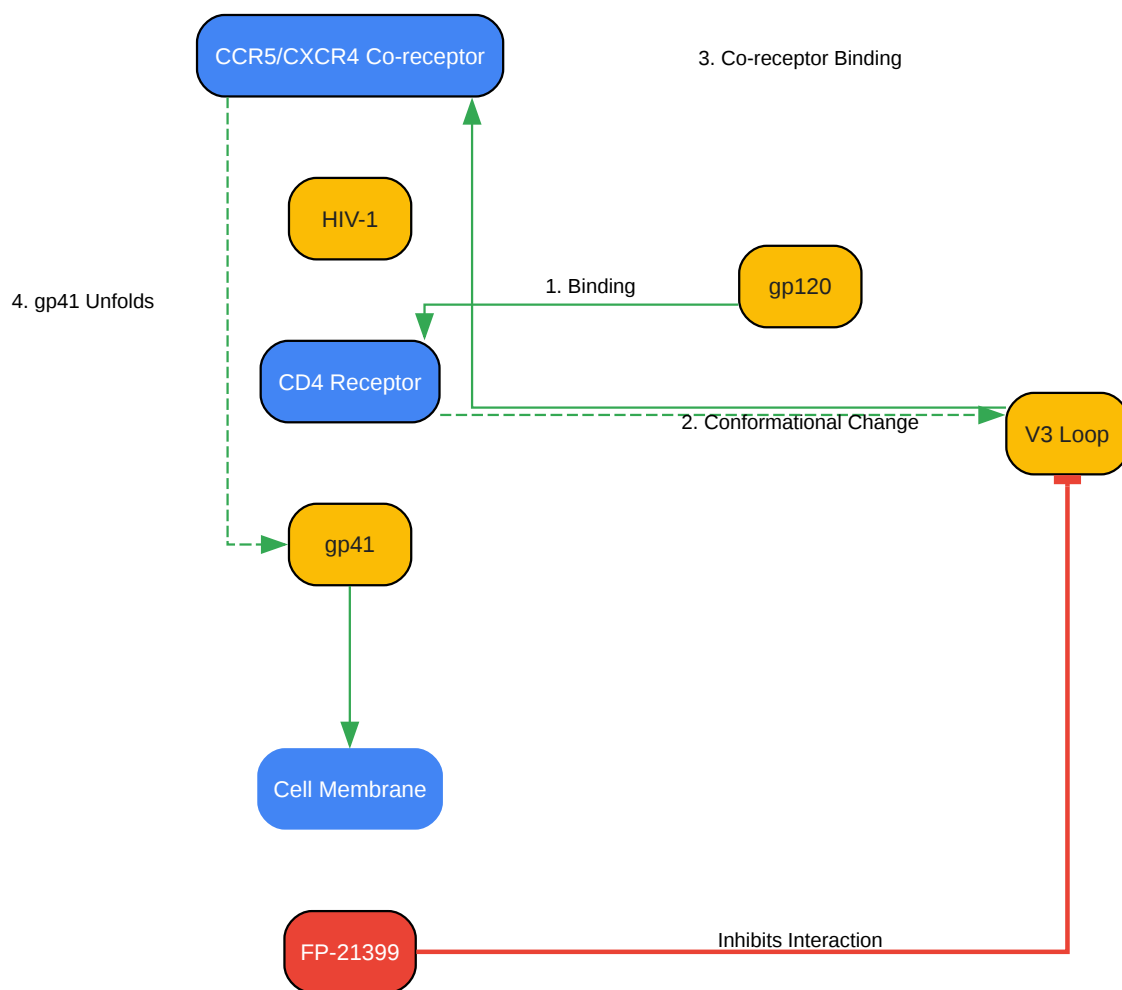 CCR5/CXCR4 Co-receptor
3. Co-receptor Binding
HIV-1
gp120
1. Binding
4. gp41 Unfolds
CD4 Receptor
2. Conformational Change
V3 Loop
gp41
Cell Membrane
FP-21399
Inhibits Interaction